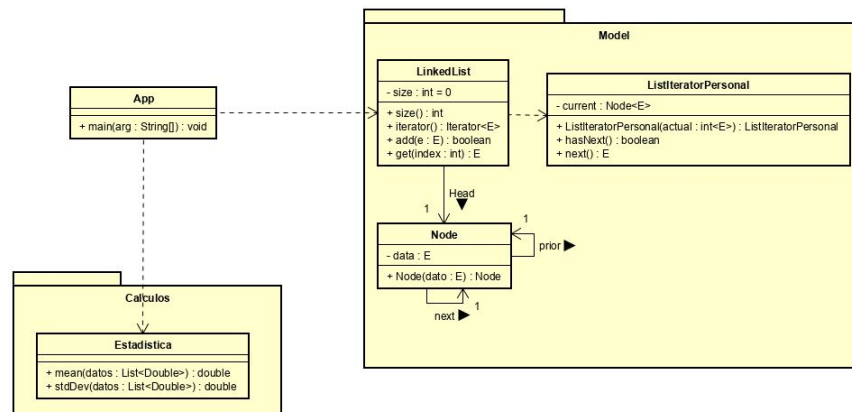 Model
LinkedList
- size : int = 0
+ size() : int
+ iterator() : Iterator<E>
+ add(e : E) : boolean
+ get(index : int) : E
ListIteratorPersonal
- current : Node<E>
+ ListIteratorPersonal(actual : int<E>) : ListIteratorPersonal
+ hasNext() : boolean
+ next() : E
App
+ main(arg : String[]) : void
Head
1
Node
- data : E
+ Node(dato : E) : Node
1
prior
1
next
Calculos
Estadistica
+ mean(datos : List<Double>) : double
+ stdDev(datos : List<Double>) : double